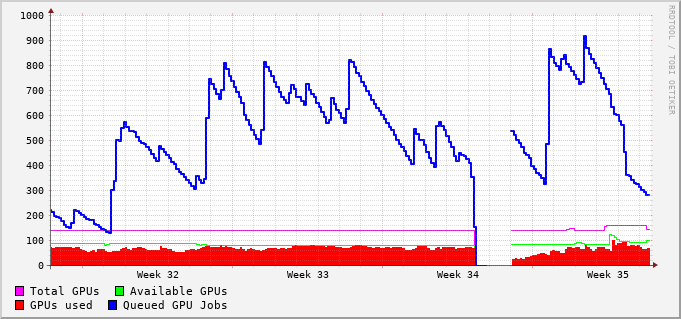 1000
900
800
700
600
500
400
300
200
100
0
Week 32 Week 33 Week 34 Week 35
Total GPUs Available GPUs
GPUs used Queued GPU Jobs
RRDTOOL / TOBI OETIKER